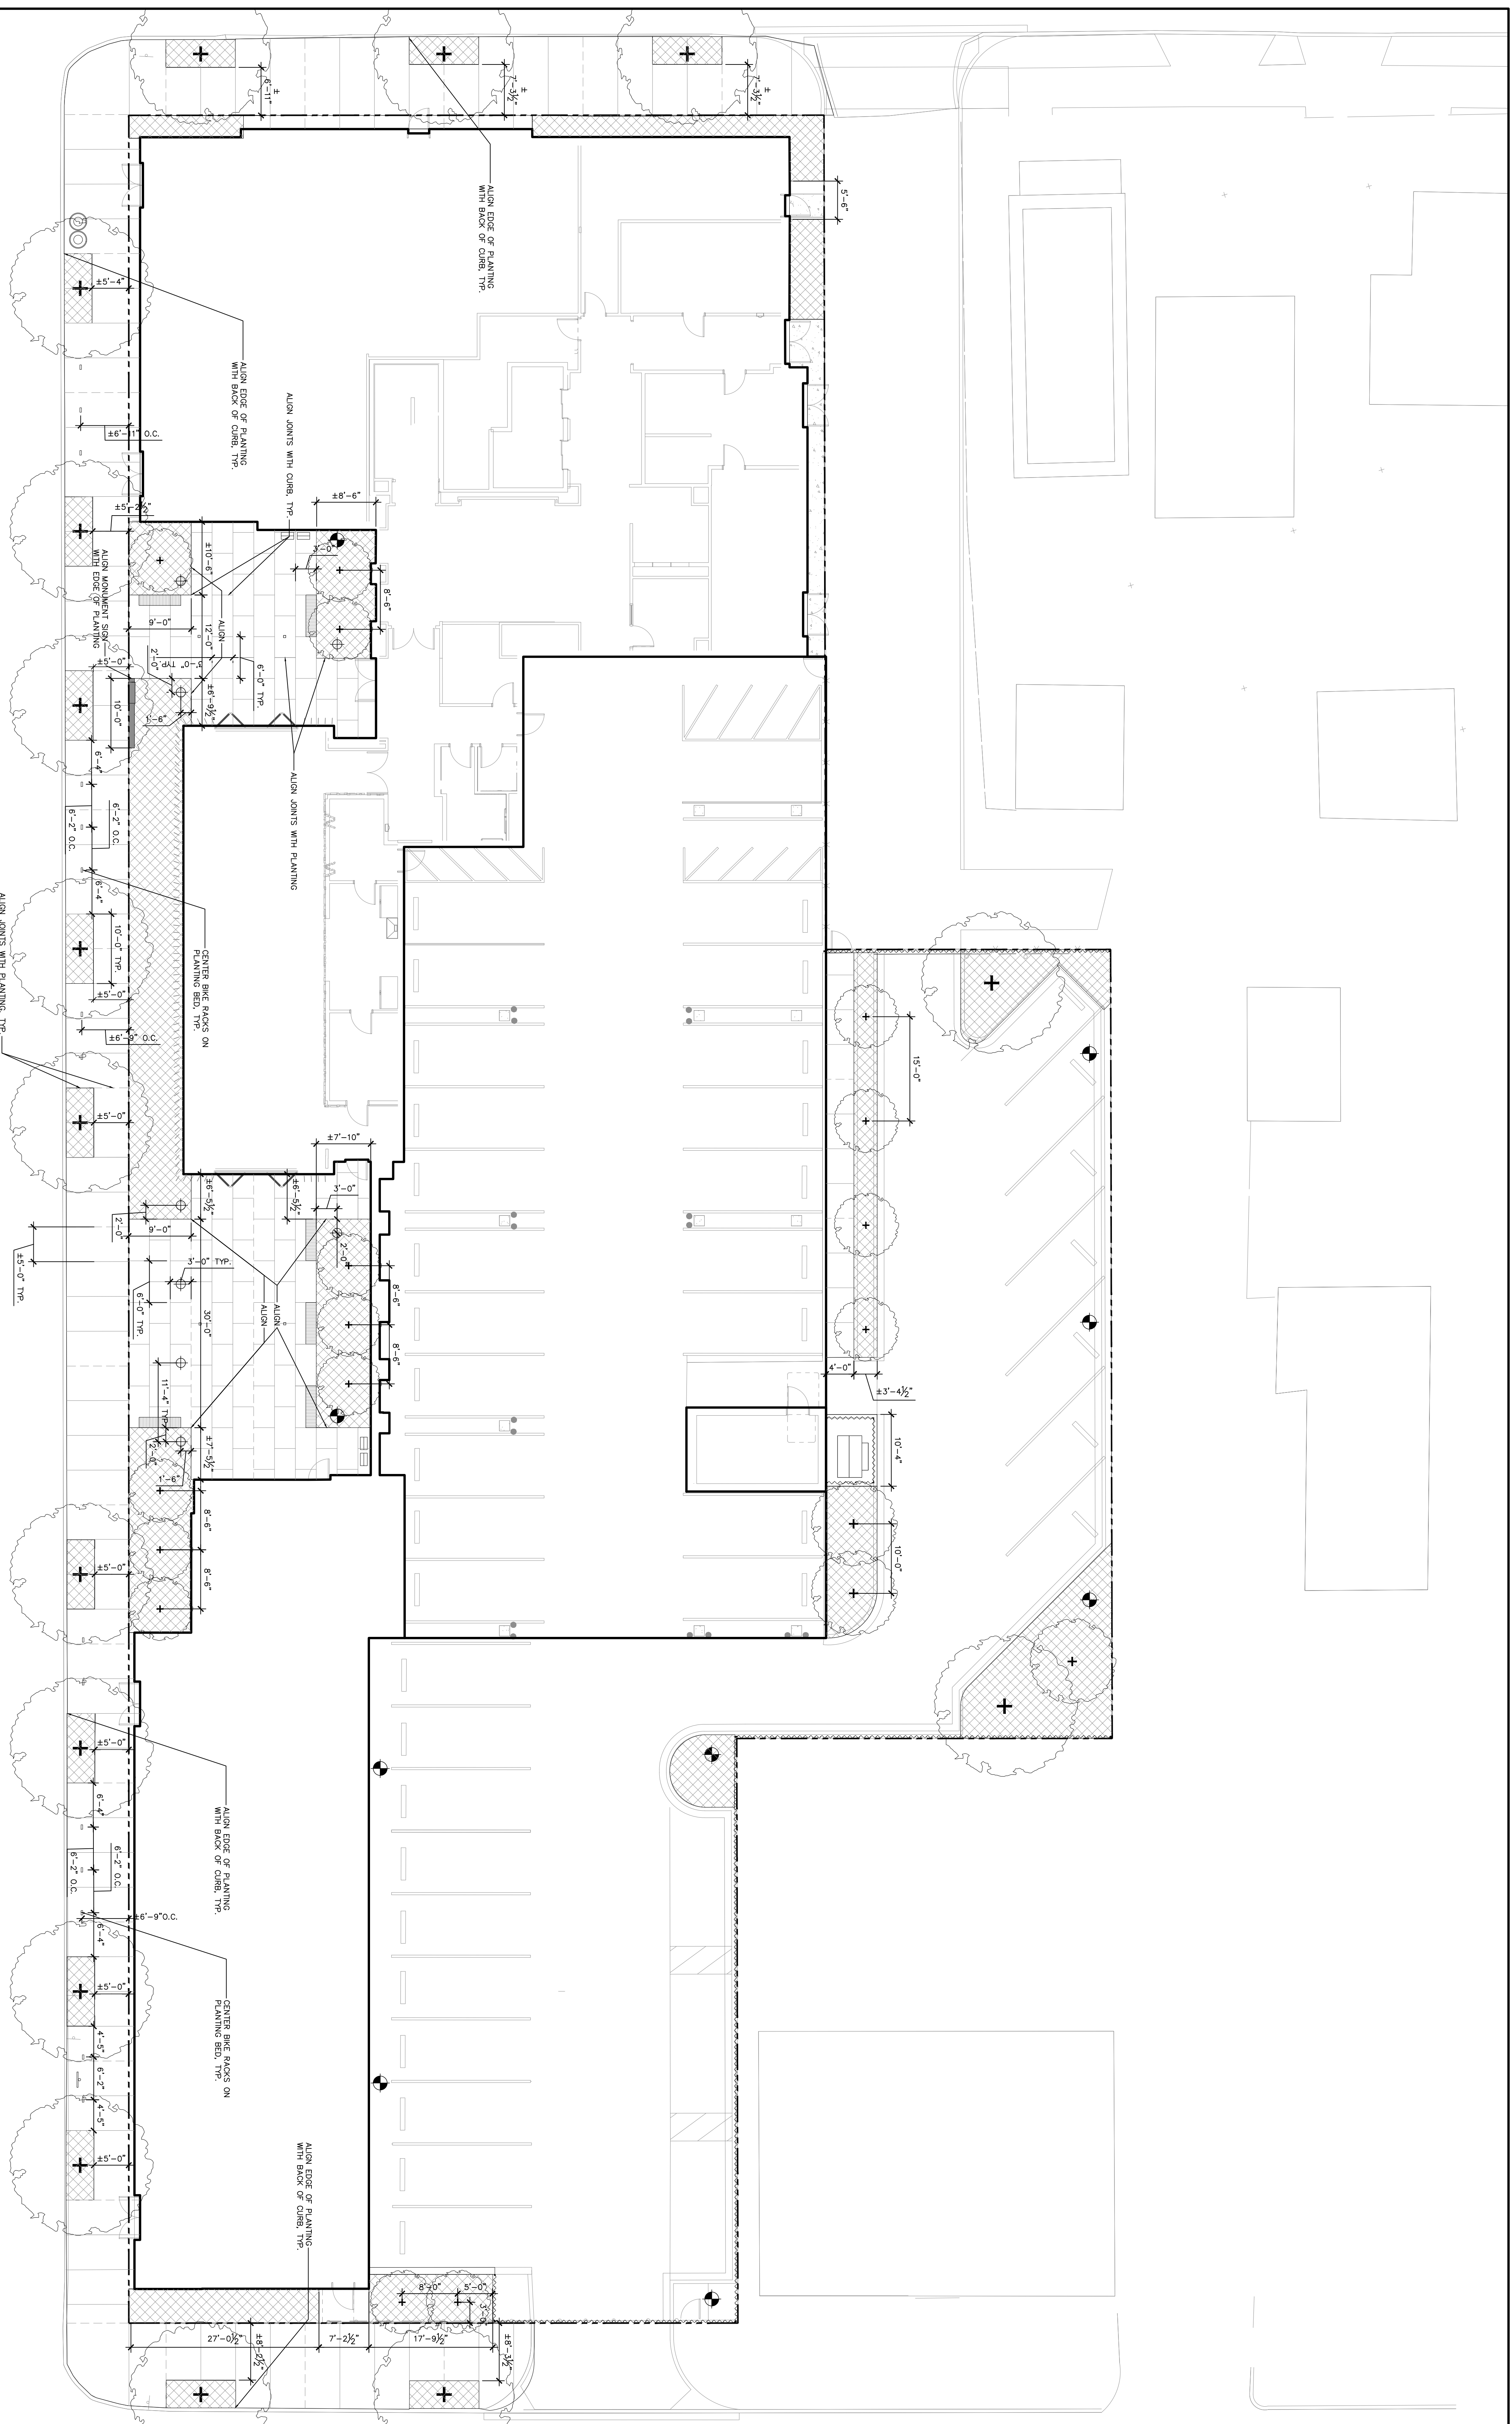 ±
6'-11"
±
7'-3½"
±
7'-3½"
ALIGN EDGE OF PLANTING
WITH BACK OF CURB, TYP.
5'-6"
±5'-4"
ALIGN EDGE OF PLANTING
WITH BACK OF CURB, TYP.
±6'-11" O.C.
ALIGN JOINTS WITH CURB, TYP.
±8'-6"
±5'-2½"
±10'-6"
3'-0"
8'-6"
ALIGN MONUMENT SIGN
WITH EDGE OF PLANTING
9'-0"
12'-0"
ALIGN
2'-0"
3'-0" TYP.
6'-0" TYP.
±5'-0"
10'-0"
1'-6"
±6'-9½"
6'-4"
ALIGN JOINTS WITH PLANTING
6'-2" O.C.
6'-2" O.C.
6'-4"
10'-0" TYP.
CENTER BIKE RACKS ON
PLANTING BED, TYP.
±5'-0"
±6'-9" O.C.
ALIGN JOINTS WITH PLANTING, TYP.
±5'-0"
15'-0"
±7'-10"
±6'-5½"
±6'-5½"
3'-0"
2'-0"
9'-0"
2'-0"
±5'-0" TYP.
3'-0" TYP.
6'-0" TYP.
30'-0"
ALIGN
ALIGN
8'-6"
8'-6"
11'-4" TYP.
2'-0"
1'-6"
±7'-5½"
4'-0"
±3'-4½"
10'-4"
10'-0"
8'-6"
8'-6"
±5'-0"
±5'-0"
6'-4"
ALIGN EDGE OF PLANTING
WITH BACK OF CURB, TYP.
6'-2" O.C.
6'-2" O.C.
±6'-9"O.C.
6'-4"
CENTER BIKE RACKS ON
PLANTING BED, TYP.
±5'-0"
4'-5"
6'-2"
4'-5"
±5'-0"
ALIGN EDGE OF PLANTING
WITH BACK OF CURB, TYP.
8'-0"
5'-0"
3'-0"
27'-0½"
7'-2½"
17'-9½"
±8'-2½"
±8'-3½"